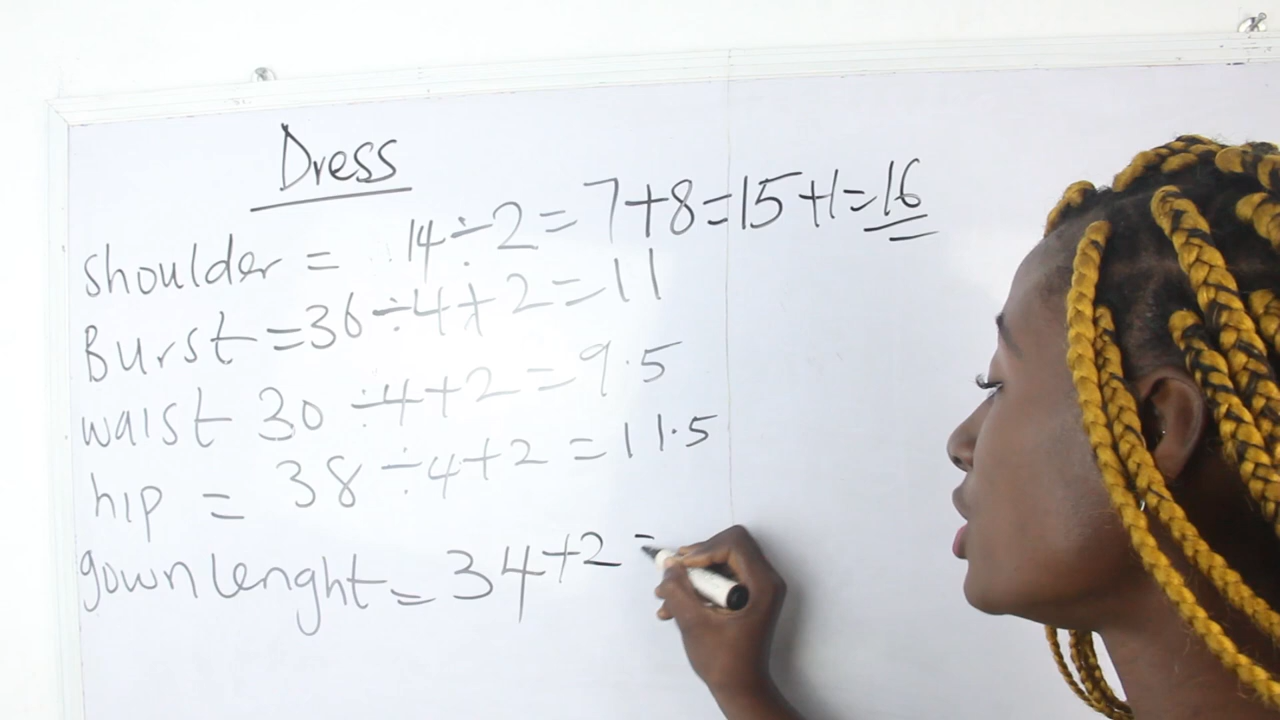 Dress
shoulder = 14÷2=7+8=15+1=16
Burst=36÷4+2=11
waist 30÷4+2=9.5
hip = 38÷4+2=11.5
gown lenght=34+2=